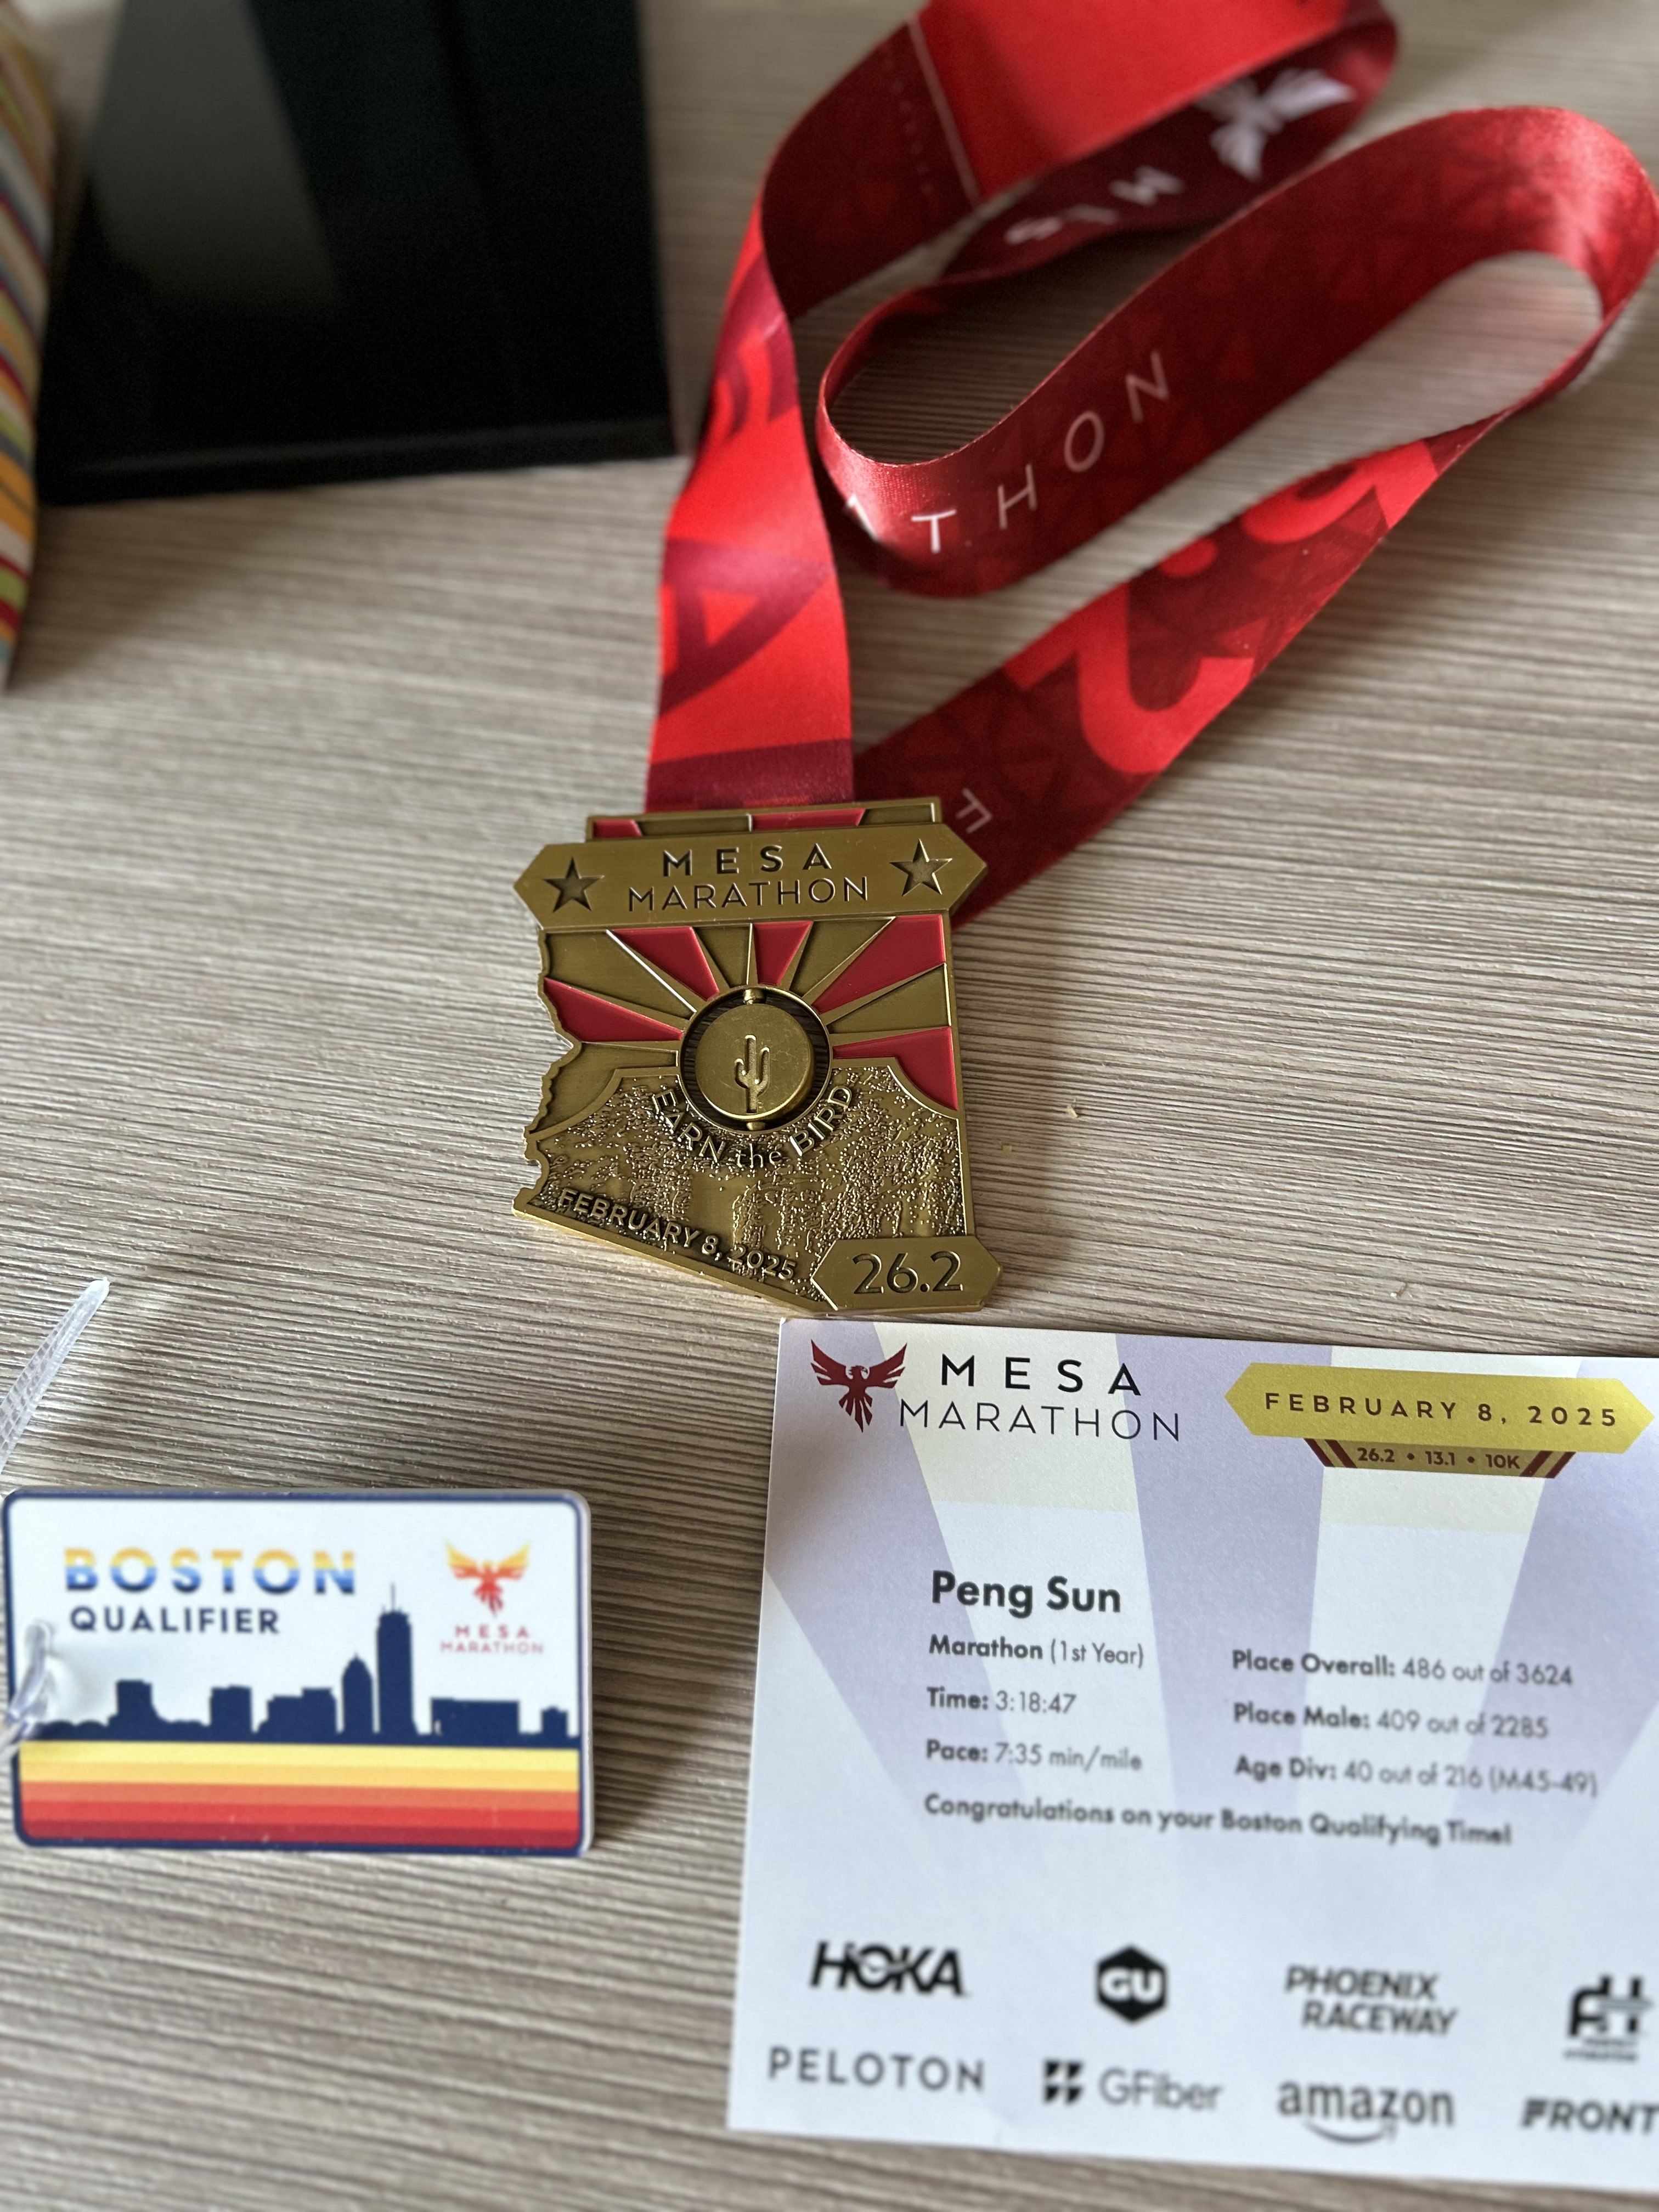 THON
MESA
MARATHON
EARN the BIRD
FEBRUARY 8, 2025
26.2
MESA
MARATHON
FEBRUARY 8, 2025
26.2 • 13.1 • 10K
BOSTON
QUALIFIER
MESA
MARATHON
Peng Sun
Marathon (1st Year)
Time: 3:18:47
Pace: 7:35 min/mile
Place Overall: 486 out of 3624
Place Male: 409 out of 2285
Age Div: 40 out of 216 (M45-49)
Congratulations on your Boston Qualifying Time!
HOKA
GU
PHOENIX
RACEWAY
PELOTON
GFiber
amazon
FRONT